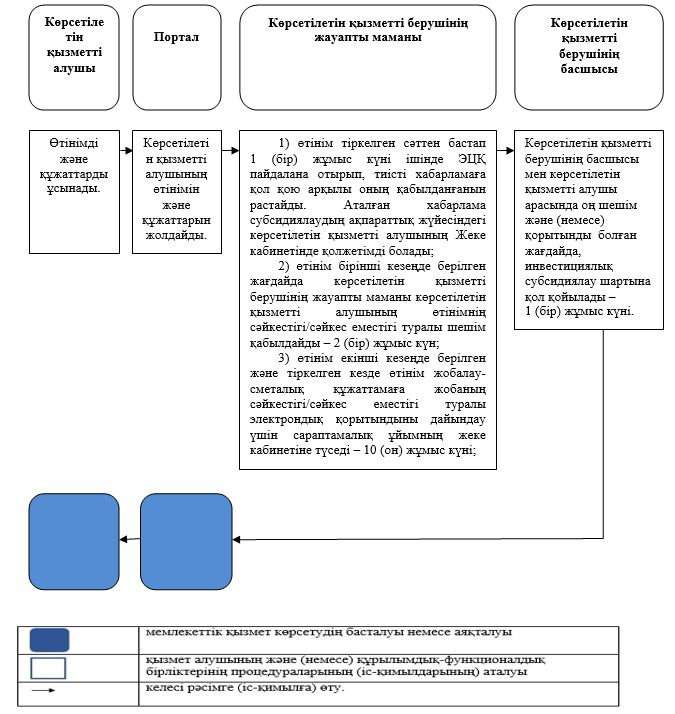 Көрсетіле
тін
қызметті
алушы
Портал
Көрсетілетін қызметті берушінің
жауапты маманы
Көрсетілетін
қызметті
берушінің
басшысы
Өтінімді
және
құжаттарды
ұсынады.
Көрсетілеті
н қызметті
алушының
өтінімін
және
құжаттарын
жолдайды.
1) өтінім тіркелген сәттен бастап
1 (бір) жұмыс күні ішінде ЭЦҚ
пайдалана отырып, тиісті хабарламаға
қол қою арқылы оның қабылданғанын
растайды. Аталған хабарлама
субсидиялаудың ақпараттық жүйесіндегі
көрсетілетін қызметті алушының Жеке
кабинетінде қолжетімді болады;
2) өтінім бірінші кезеңде берілген
жағдайда көрсетілетін қызметті
берушінің жауапты маманы көрсетілетін
қызметті алушының өтінімнің
сәйкестігі/сәйкес еместігі туралы шешім
қабылдайды – 2 (бір) жұмыс күн;
3) өтінім екінші кезеңде берілген
және тіркелген кезде өтінім жобалау-
сметалық құжаттамаға жобаның
сәйкестігі/сәйкес еместігі туралы
электрондық қорытындыны дайындау
үшін сараптамалық ұйымның жеке
кабинетіне түседі – 10 (он) жұмыс күні;
Көрсетілетін қызметті
берушінің басшысы
мен көрсетілетін
қызметті алушы
арасында оң шешім
және (немесе)
қорытынды болған
жағдайда,
инвестициялық
субсидиялау шартына
қол қойылады –
1 (бір) жұмыс күні.
мемлекеттік қызмет көрсетудің басталуы немесе аяқталуы
қызмет алушының және (немесе) құрылымдық-функционалдық
бірліктерінің процедураларының (іс-қимылдарының) атауы
келесі рәсімге (іс-қимылға) өту.